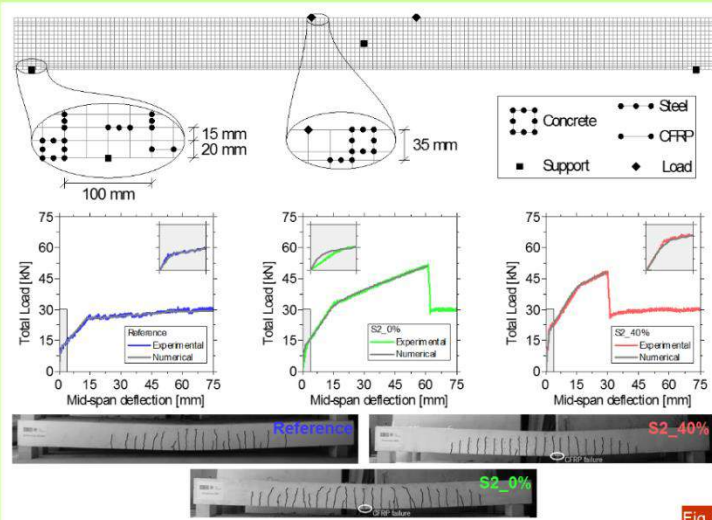 15 mm
20 mm
100 mm
35 mm
Concrete
Steel
CFRP
Support
Load
Total Load [kN]
75
60
45
30
15
0
Reference
Experimental
Numerical
0 15 30 45 60 75
Mid-span deflection [mm]
Total Load [kN]
75
60
45
30
15
0
S2_0%
Experimental
Numerical
0 15 30 45 60 75
Mid-span deflection [mm]
Total Load [kN]
75
60
45
30
15
0
S2_40%
Experimental
Numerical
0 15 30 45 60 75
Mid-span deflection [mm]
Reference
S2_40%
CFRP failure
S2_0%
CFRP failure
Fig